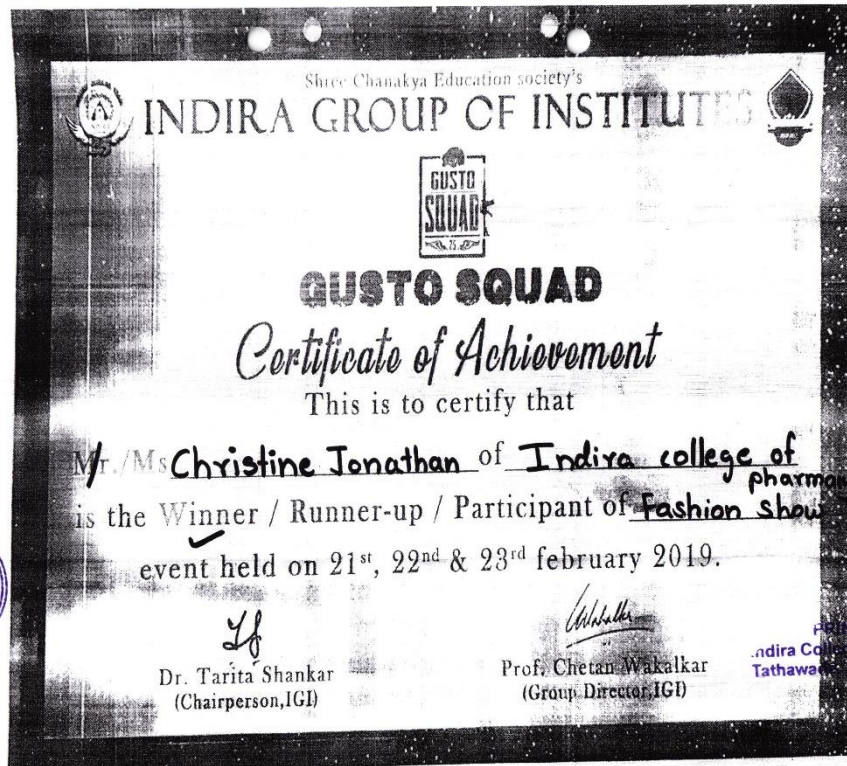 Shree Chanakya Education society's
INDIRA GROUP OF INSTITUTES
GUSTO
SQUAD
25
GUSTO SQUAD
Certificate of Achievement
This is to certify that
Mr./Ms Christine Jonathan of Indira college of
is the Winner / Runner-up / Participant of Fashion show
event held on 21st, 22nd & 23rd february 2019.
Dr. Tarita Shankar
(Chairperson,IGI)
Prof. Chetan Wakalkar
(Group Director,IGI)